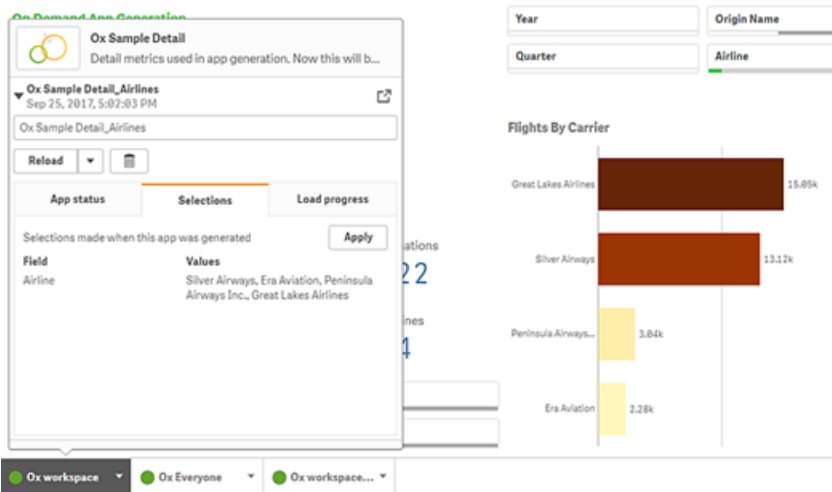 On Demand App Generation
Ox Sample Detail
Detail metrics used in app generation. Now this will b...
Ox Sample Detail_Airlines
Sep 25, 2017, 5:02:03 PM
Ox Sample Detail_Airlines
Reload
App status
Selections
Load progress
Selections made when this app was generated
Apply
Field
Values
Airline
Silver Airways, Era Aviation, Peninsula
Airways Inc., Great Lakes Airlines
ations
22
ines
4
Year
Origin Name
Quarter
Airline
Flights By Carrier
Great Lakes Airlines
15.05k
Silver Airways
13.12k
Peninsula Airways...
3.04k
Era Aviation
2.28k
Ox workspace
Ox Everyone
Ox workspace...